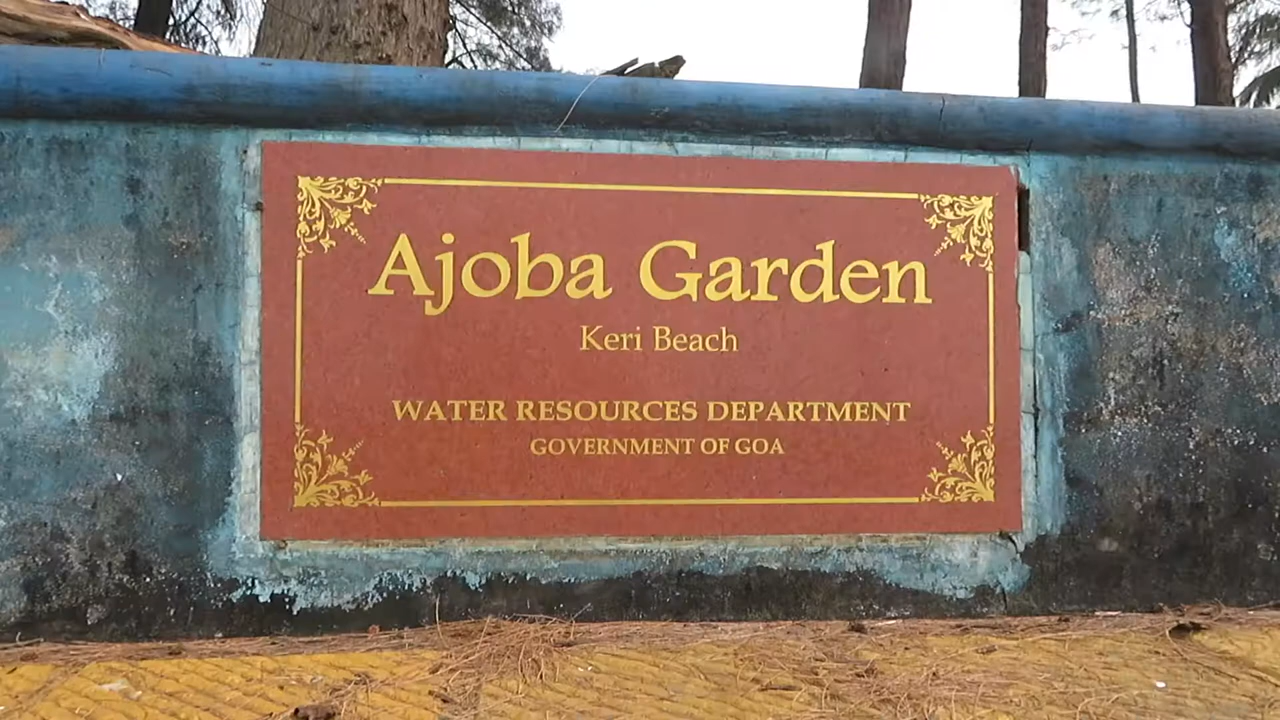 Ajoba Garden
Keri Beach
WATER RESOURCES DEPARTMENT
GOVERNMENT OF GOA